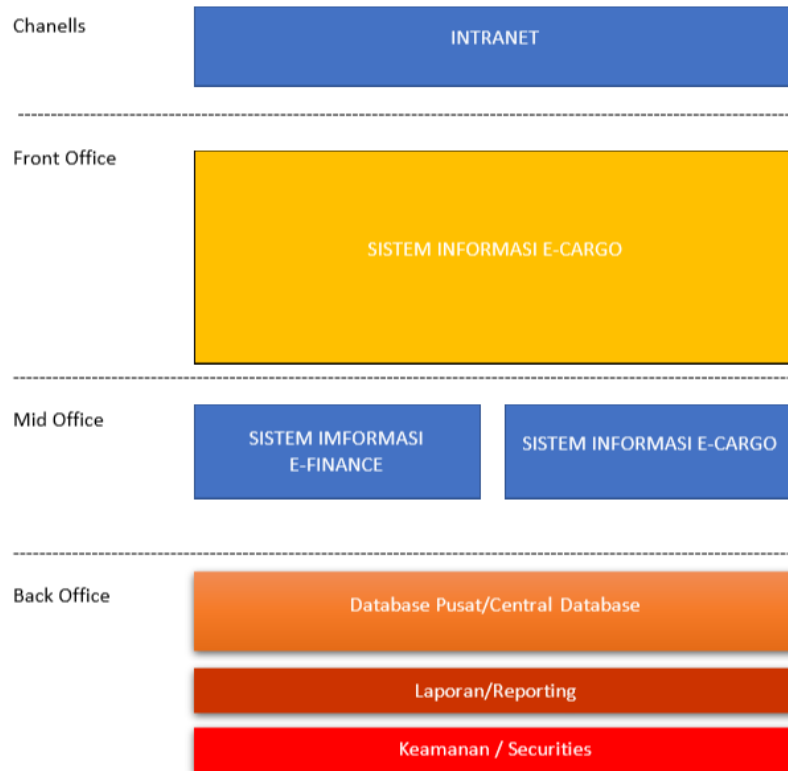 Chanells
INTRANET
Front Office
SISTEM INFORMASI E-CARGO
Mid Office
SISTEM IMFORMASI
E-FINANCE
SISTEM INFORMASI E-CARGO
Back Office
Database Pusat/Central Database
Laporan/Reporting
Keamanan / Securities